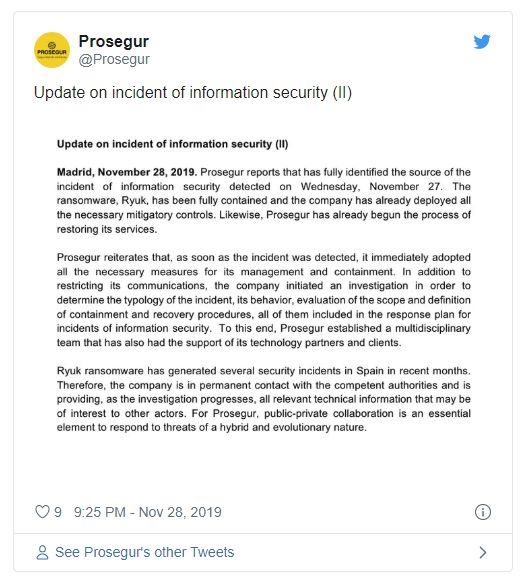 PROSEGUR
Prosegur
@Prosegur
Update on incident of information security (II)
Update on incident of information security (II)
Madrid, November 28, 2019. Prosegur reports that has fully identified the source of the
incident of information security detected on Wednesday, November 27. The
ransomware, Ryuk, has been fully contained and the company has already deployed all
the necessary mitigatory controls. Likewise, Prosegur has already begun the process of
restoring its services.
Prosegur reiterates that, as soon as the incident was detected, it immediately adopted
all the necessary measures for its management and containment. In addition to
restricting its communications, the company initiated an investigation in order to
determine the typology of the incident, its behavior, evaluation of the scope and definition
of containment and recovery procedures, all of them included in the response plan for
incidents of information security. To this end, Prosegur established a multidisciplinary
team that has also had the support of its technology partners and clients.
Ryuk ransomware has generated several security incidents in Spain in recent months.
Therefore, the company is in permanent contact with the competent authorities and is
providing, as the investigation progresses, all relevant technical information that may be
of interest to other actors. For Prosegur, public-private collaboration is an essential
element to respond to threats of a hybrid and evolutionary nature.
9 9:25 PM - Nov 28, 2019
See Prosegur's other Tweets